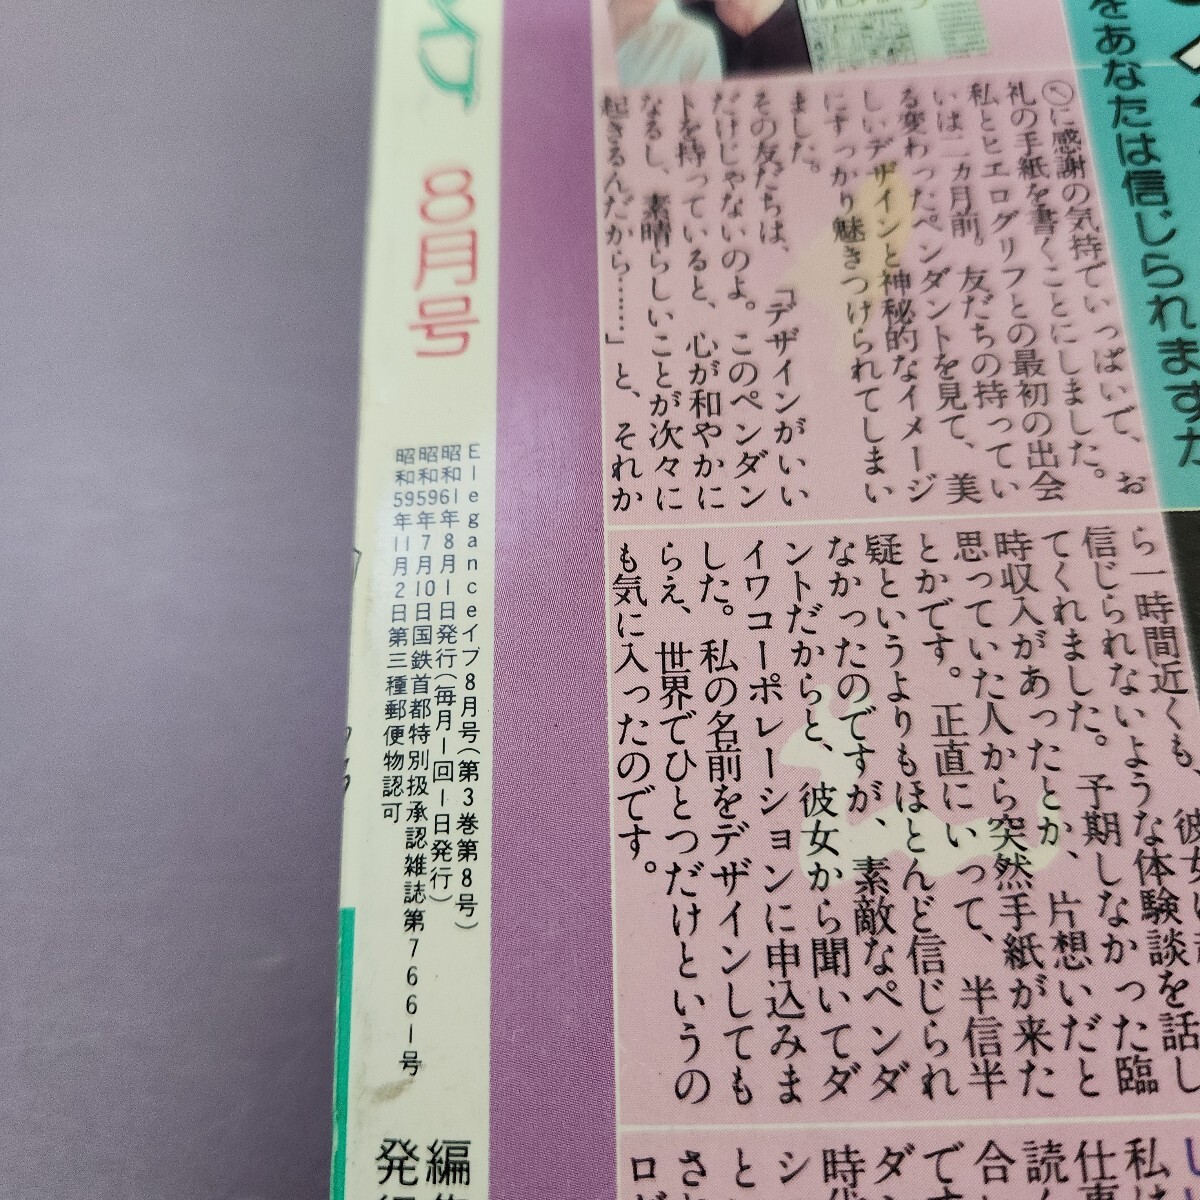 をあなたは信じられますか
に感謝の気持でいっぱいで、お
礼の手紙を書くことにしました。
私とヒエログリフとの最初の出会
いは二ヵ月前。友だちの持ってい
る変わったペンダントを見て、美
しいデザインと神秘的なイメージ
にすっかり魅きつけられてしまい
ました。
その友だちは、「デザインがいい
だけじゃないのよ。このペンダン
トを持っていると、心が和やかに
なるし、素晴らしいことが次々に
起きるんだから……」と、それか
ら一時間近くも、彼女
信じられないような体験談を話し
てくれました。予期しなかった臨
時収入があったとか、片想いだと
思っていた人から突然手紙が来た
とかです。正直にいって、半信半
疑というよりもほとんど信じられ
なかったのですが、素敵なペンダ
ントだからと、彼女から聞いてダ
イワコーポレーションに申込みま
した。私の名前をデザインしても
らえ、世界でひとつだけというの
も気に入ったのです。
私は
仕事
読
合
です
ダン
時代
シ
と
さ
ロ
8月号
Eleganceイブ8月号(第3巻第8号)
昭和61年8月1日発行(毎月1回1日発行)
昭和59年7月10日国鉄首都特別扱承認雑誌第7661号
昭和59年11月2日第三種郵便物認可
編
発